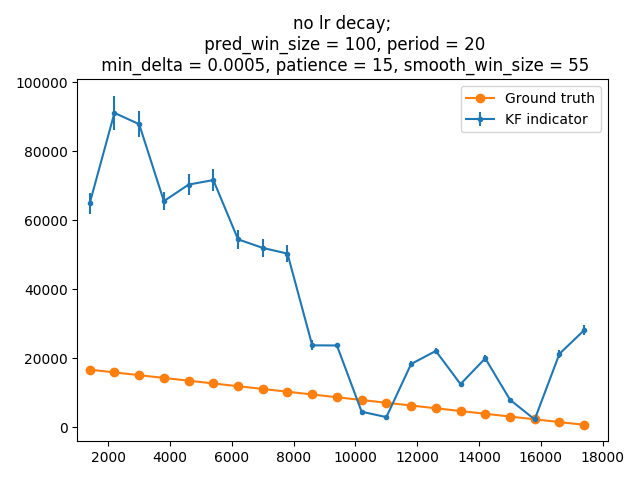 no lr decay;
pred_win_size = 100, period = 20
min_delta = 0.0005, patience = 15, smooth_win_size = 55
100000
80000
60000
40000
20000
0
Ground truth
KF indicator
2000 4000 6000 8000 10000 12000 14000 16000 18000